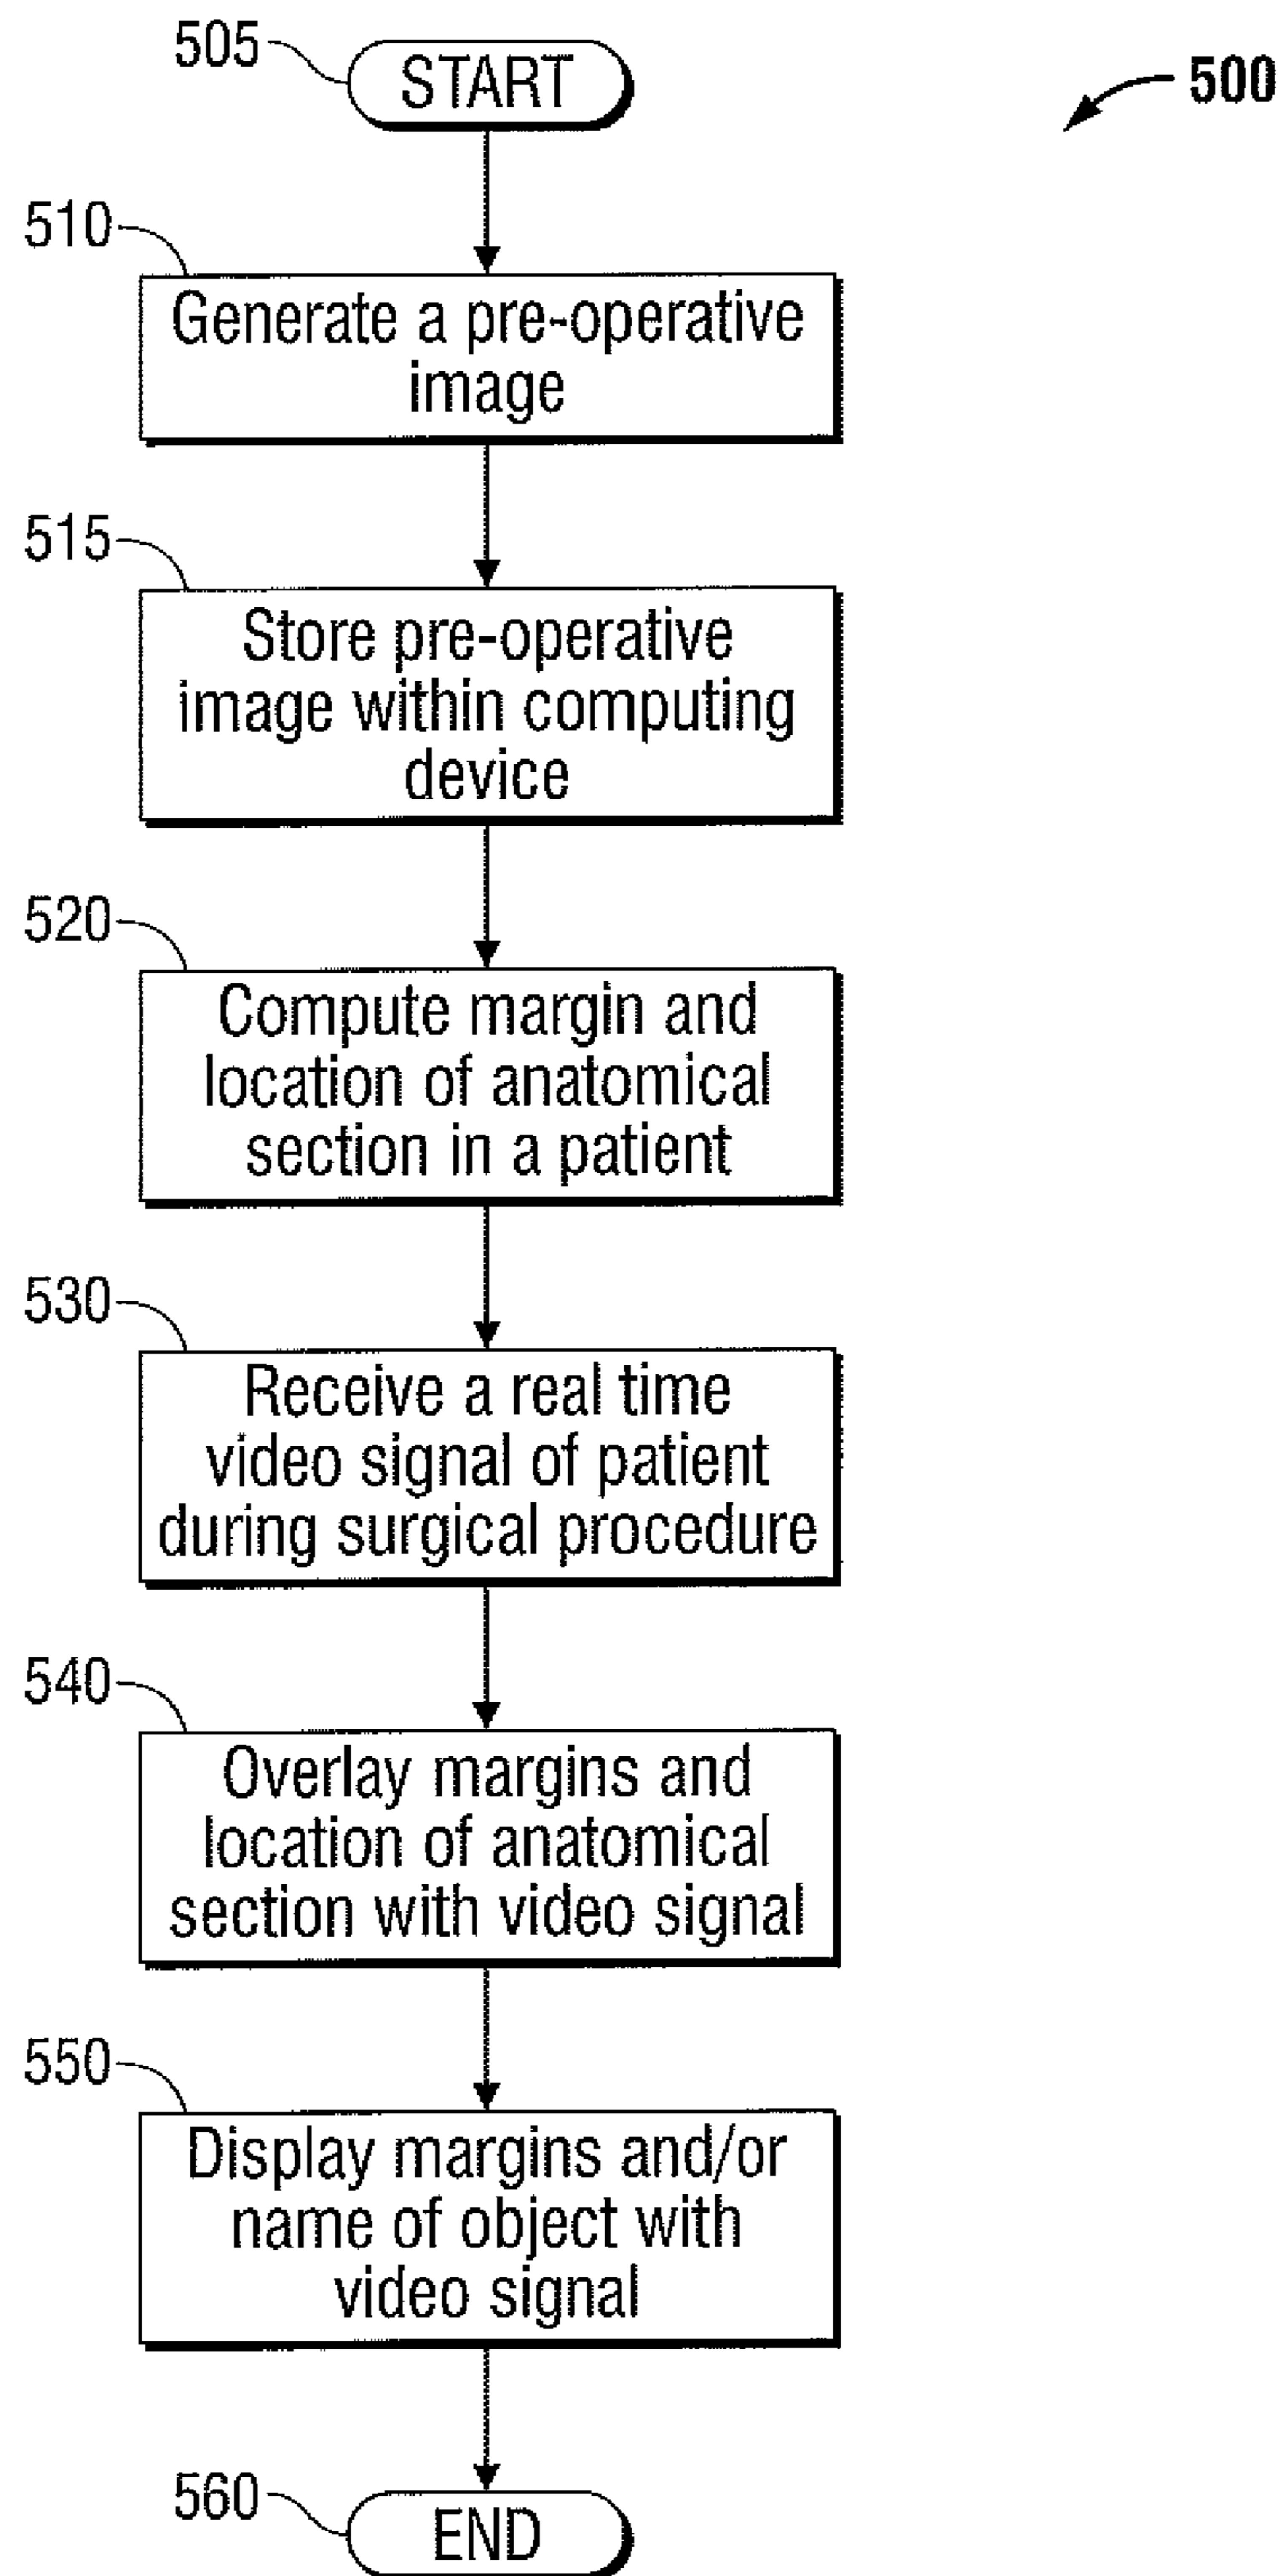 505
START
500
510
Generate a pre-operative
image
515
Store pre-operative
image within computing
device
520
Compute margin and
location of anatomical
section in a patient
530
Receive a real time
video signal of patient
during surgical procedure
540
Overlay margins and
location of anatomical
section with video signal
550
Display margins and/or
name of object with
video signal
560
END